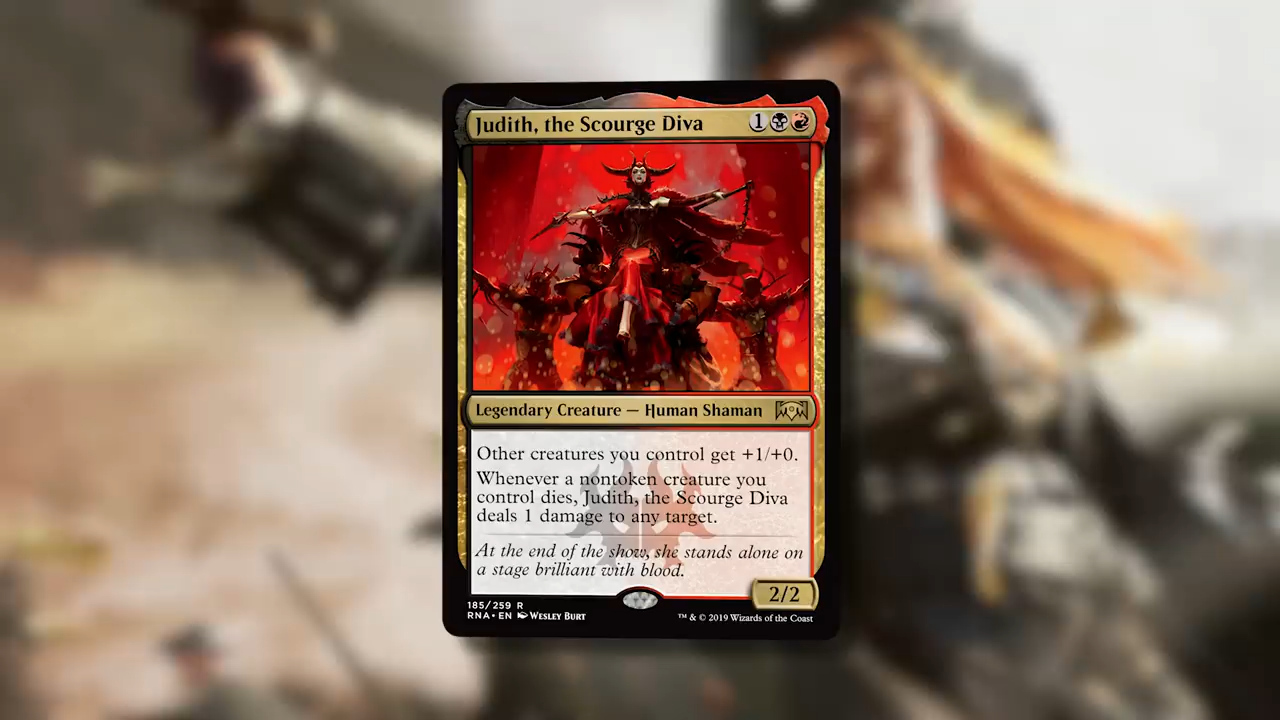 Judith, the Scourge Diva 1
Legendary Creature — Human Shaman
Other creatures you control get +1/+0.
Whenever a nontoken creature you
control dies, Judith, the Scourge Diva
deals 1 damage to any target.
At the end of the show, she stands alone on
a stage brilliant with blood.
2/2
185/259 R
RNA • EN Wesley Burt
™ & © 2019 Wizards of the Coast